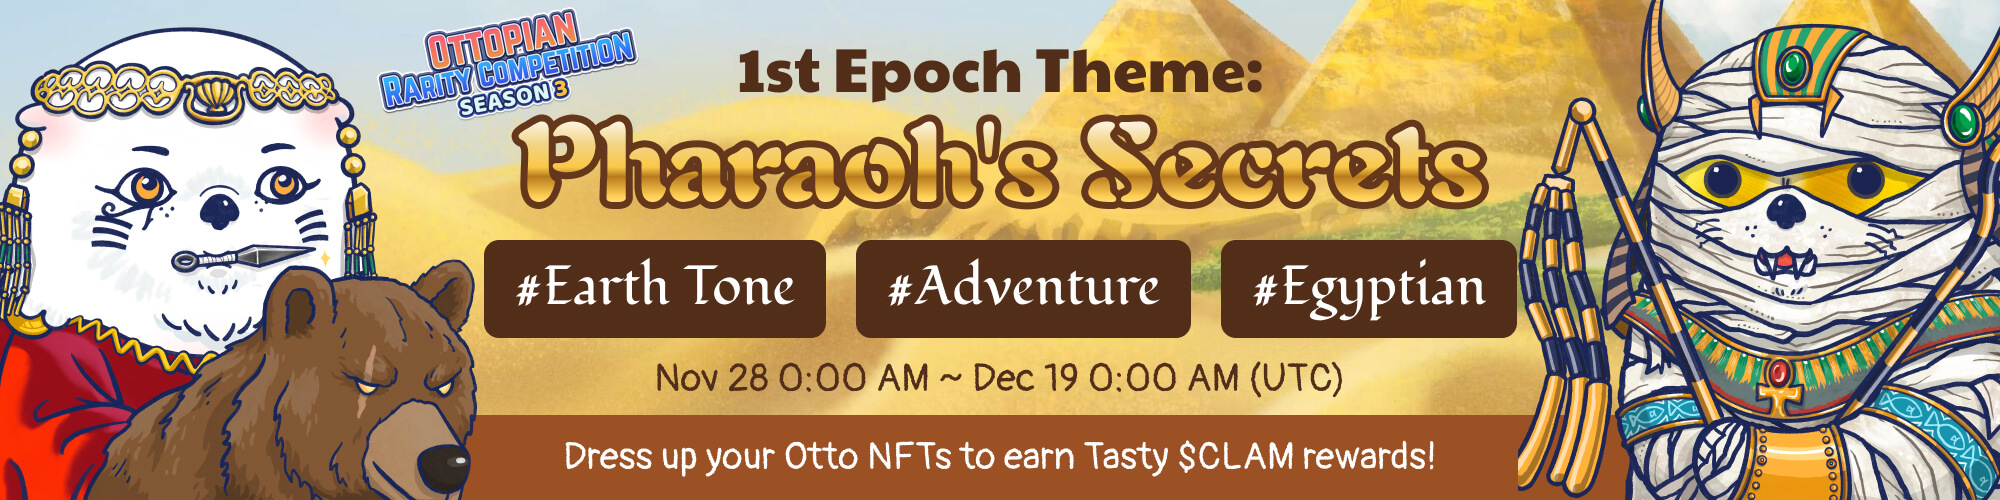 OTTOPIAN
RARITY COMPETITION
SEASON 3
1st Epoch Theme:
Pharaoh's Secrets
#Earth Tone
#Adventure
#Egyptian
Nov 28 0:00 AM ~ Dec 19 0:00 AM (UTC)
Dress up your Otto NFTs to earn Tasty $CLAM rewards!